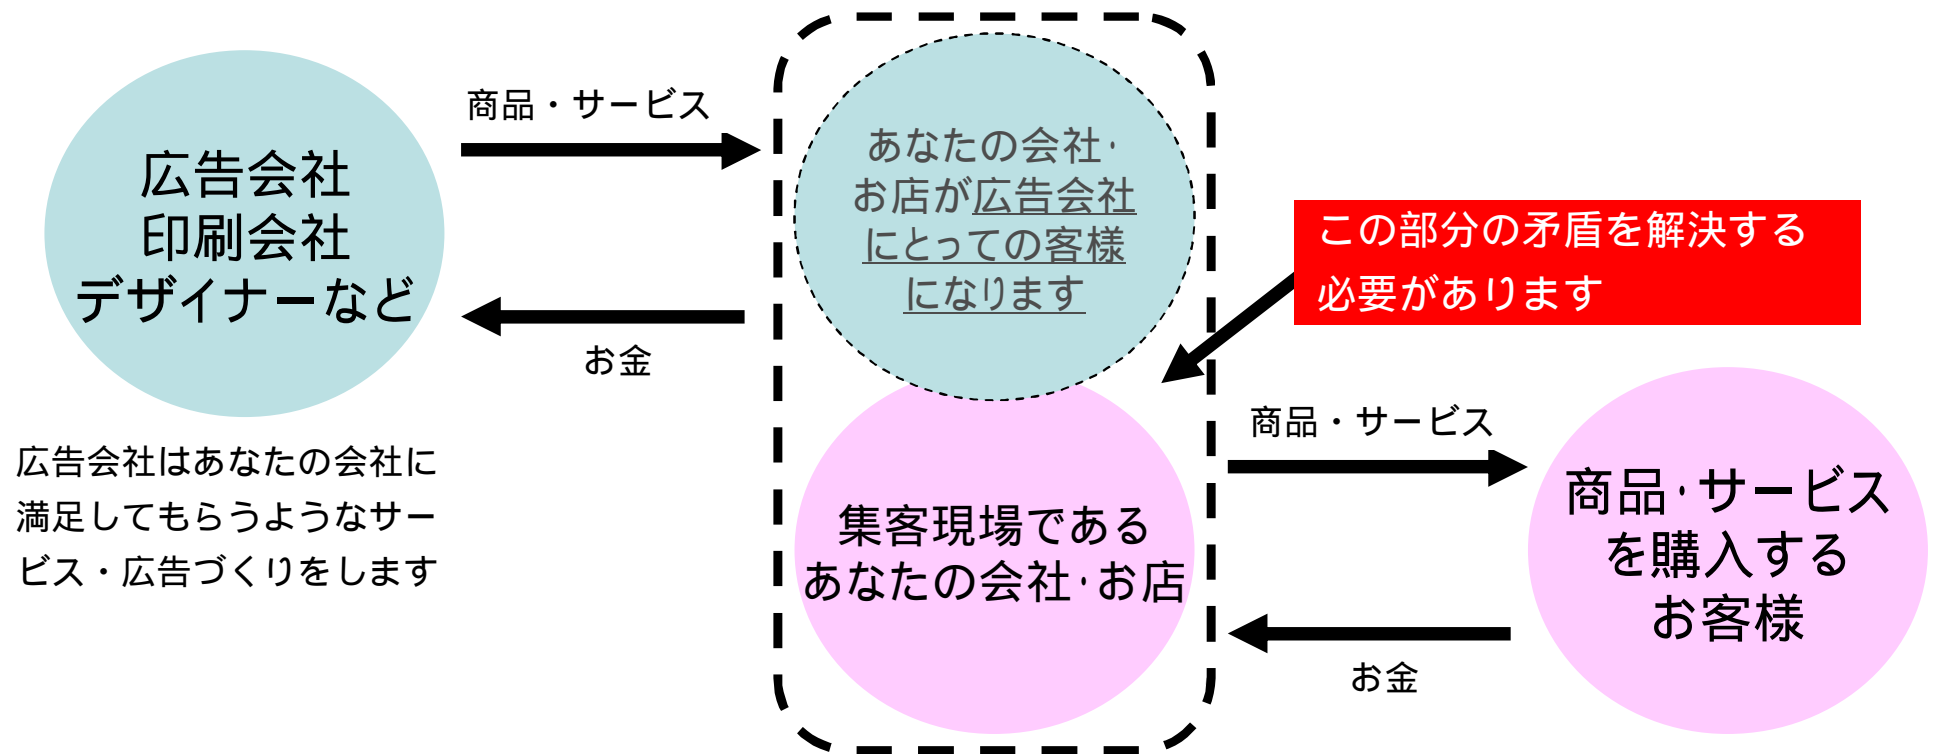 商品・サービス
広告会社
印刷会社
デザイナーなど
お金
広告会社はあなたの会社に
満足してもらうようなサー
ビス・広告づくりをします
あなたの会社・
お店が広告会社
にとっての客様
になります
この部分の矛盾を解決する
必要があります
集客現場である
あなたの会社・お店
商品・サービス
お金
商品・サービス
を購入する
お客様